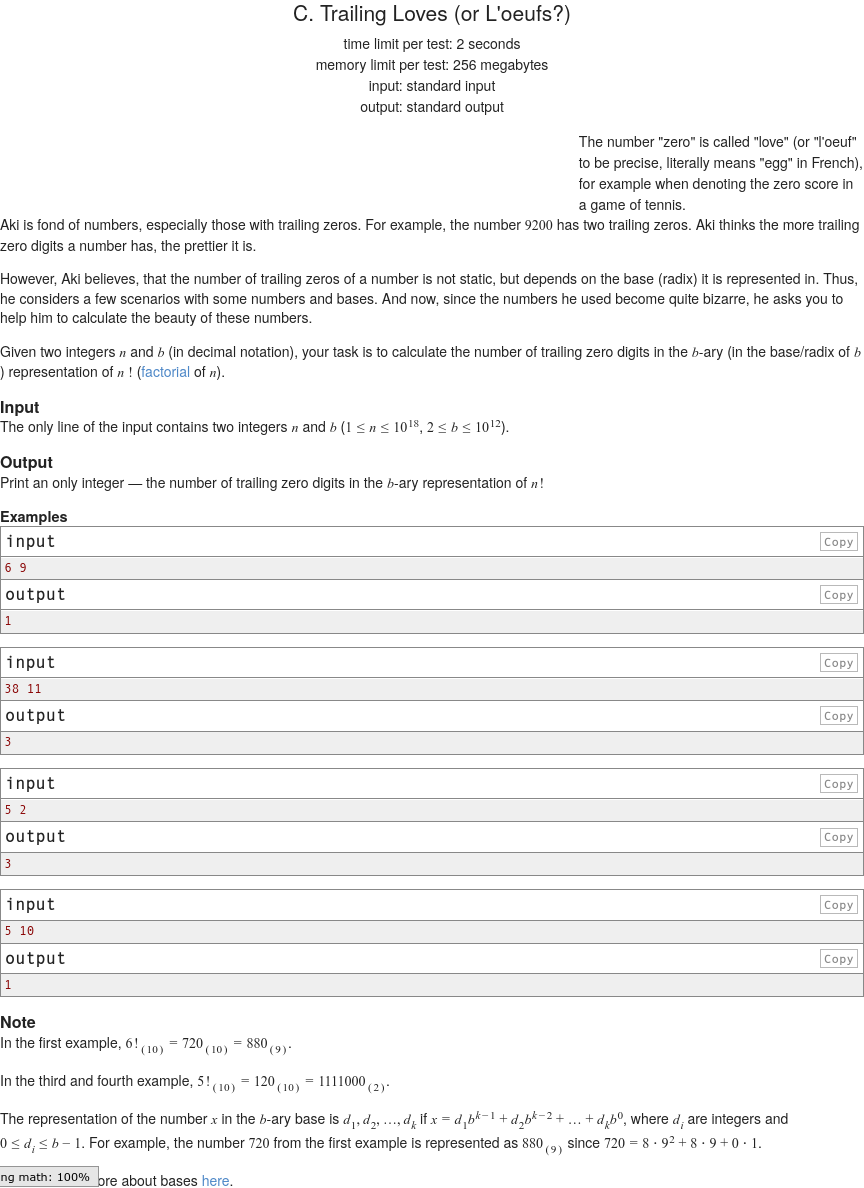 C. Trailing Loves (or L'oeufs?)
time limit per test: 2 seconds
memory limit per test: 256 megabytes
input: standard input
output: standard output
The number "zero" is called "love" (or "l'oeuf"
to be precise, literally means "egg" in French),
for example when denoting the zero score in
a game of tennis.
Aki is fond of numbers, especially those with trailing zeros. For example, the number 9200 has two trailing zeros. Aki thinks the more trailing
zero digits a number has, the prettier it is.
However, Aki believes, that the number of trailing zeros of a number is not static, but depends on the base (radix) it is represented in. Thus,
he considers a few scenarios with some numbers and bases. And now, since the numbers he used become quite bizarre, he asks you to
help him to calculate the beauty of these numbers.
Given two integers n and b (in decimal notation), your task is to calculate the number of trailing zero digits in the b-ary (in the base/radix of b
) representation of n ! (factorial of n).
Input
The only line of the input contains two integers n and b (1 ≤ n ≤ 10^18, 2 ≤ b ≤ 10^12).
Output
Print an only integer — the number of trailing zero digits in the b-ary representation of n!
Examples
input Copy
6 9
output Copy
1
input Copy
38 11
output Copy
3
input Copy
5 2
output Copy
3
input Copy
5 10
output Copy
1
Note
In the first example, 6!_(10) = 720_(10) = 880_(9).
In the third and fourth example, 5!_(10) = 120_(10) = 1111000_(2).
The representation of the number x in the b-ary base is d_1, d_2, …, d_k if x = d_1b^{k−1} + d_2b^{k−2} + … + d_kb^0, where d_i are integers and
0 ≤ d_i ≤ b − 1. For example, the number 720 from the first example is represented as 880_(9) since 720 = 8 · 9^2 + 8 · 9 + 0 · 1.
ng math: 100% ore about bases here.